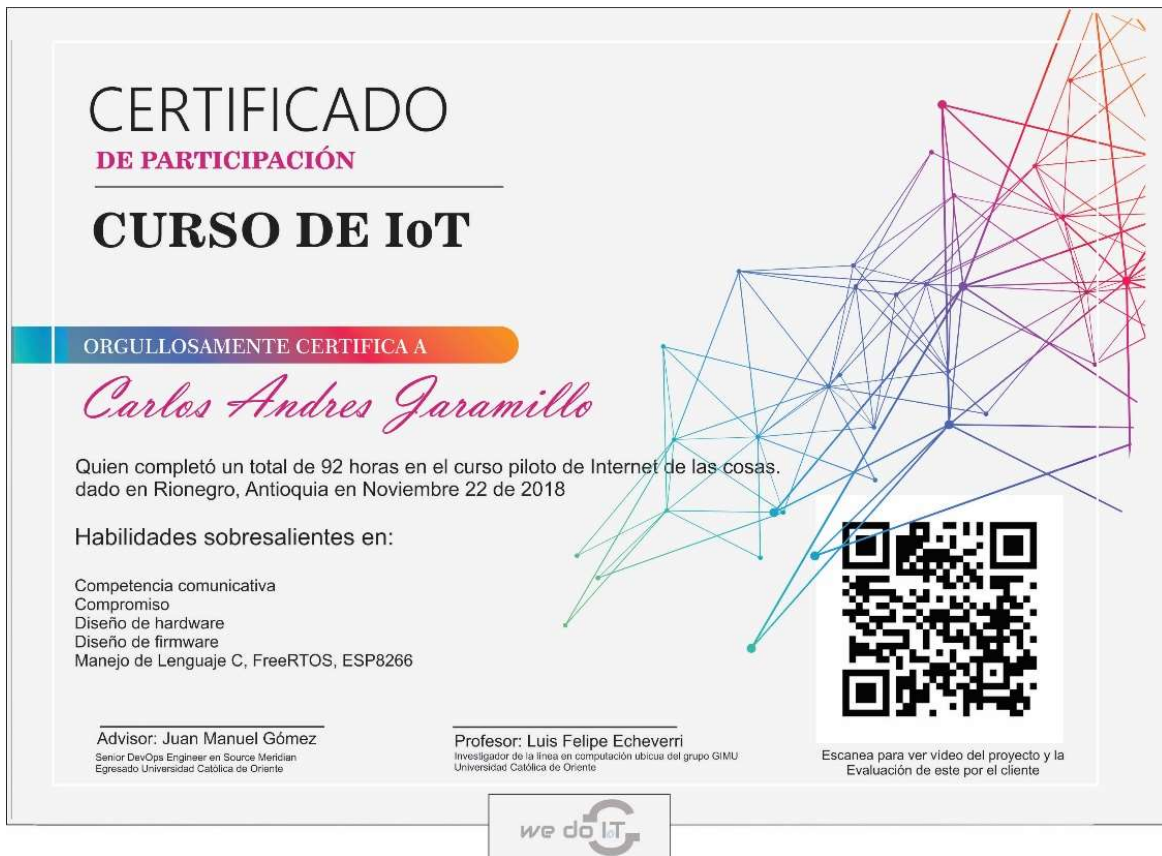 CERTIFICADO
DE PARTICIPACIÓN
CURSO DE IoT
ORGULLOSAMENTE CERTIFICA A
Carlos Andres Jaramillo
Quien completó un total de 92 horas en el curso piloto de Internet de las cosas.
dado en Rionegro, Antioquia en Noviembre 22 de 2018
Habilidades sobresalientes en:
Competencia comunicativa
Compromiso
Diseño de hardware
Diseño de firmware
Manejo de Lenguaje C, FreeRTOS, ESP8266
Advisor: Juan Manuel Gómez
Senior DevOps Engineer en Source Meridian
Egresado Universidad Católica de Oriente
Profesor: Luis Felipe Echeverri
Investigador de la línea en computación ubicua del grupo GIMU
Universidad Católica de Oriente
Escanea para ver vídeo del proyecto y la
Evaluación de este por el cliente
we do IoT